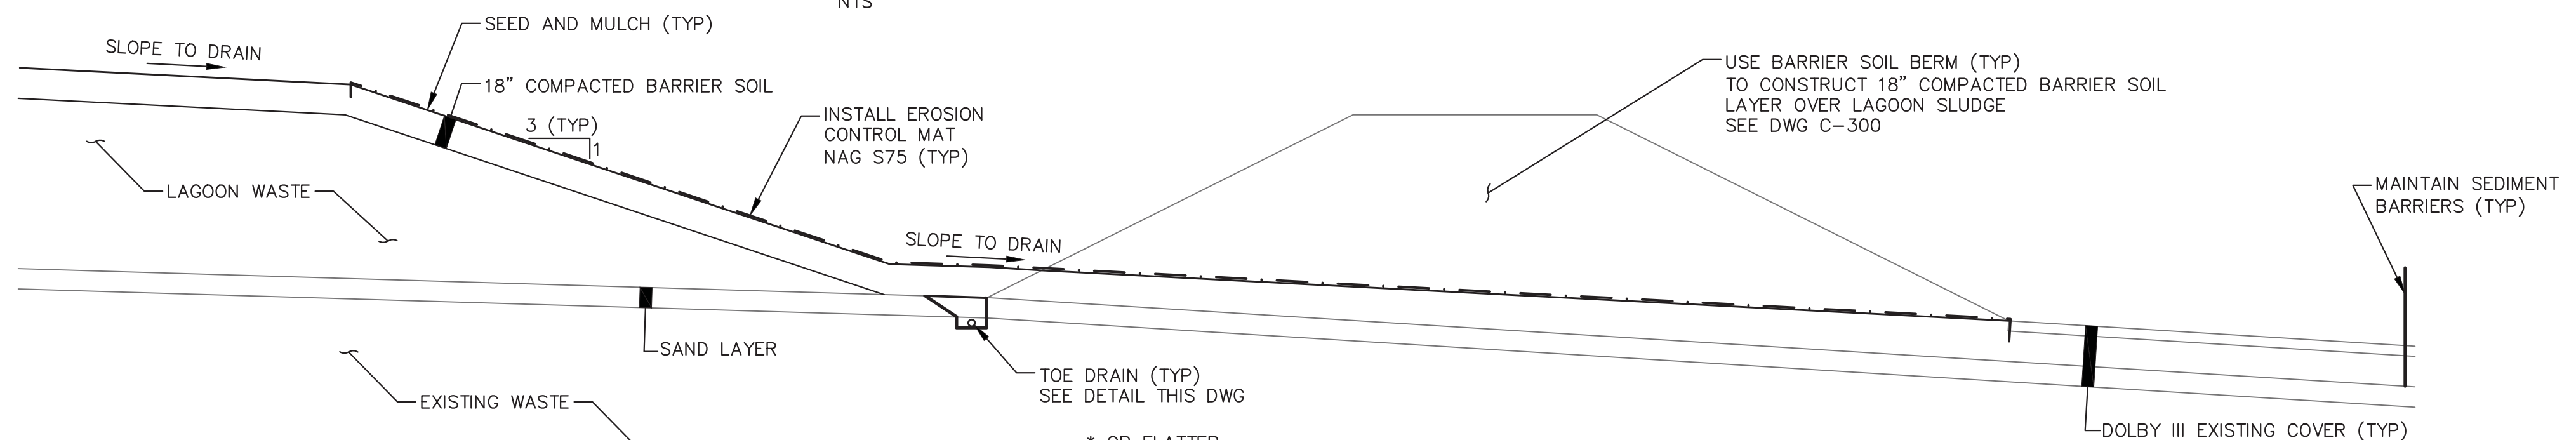 NTS
SEED AND MULCH (TYP)
SLOPE TO DRAIN
18” COMPACTED BARRIER SOIL
3 (TYP)
1
INSTALL EROSION
CONTROL MAT
NAG S75 (TYP)
USE BARRIER SOIL BERM (TYP)
TO CONSTRUCT 18” COMPACTED BARRIER SOIL
LAYER OVER LAGOON SLUDGE
SEE DWG C-300
MAINTAIN SEDIMENT
BARRIERS (TYP)
LAGOON WASTE
SLOPE TO DRAIN
SAND LAYER
TOE DRAIN (TYP)
SEE DETAIL THIS DWG
EXISTING WASTE
DOLBY III EXISTING COVER (TYP)
* OR FLATTER